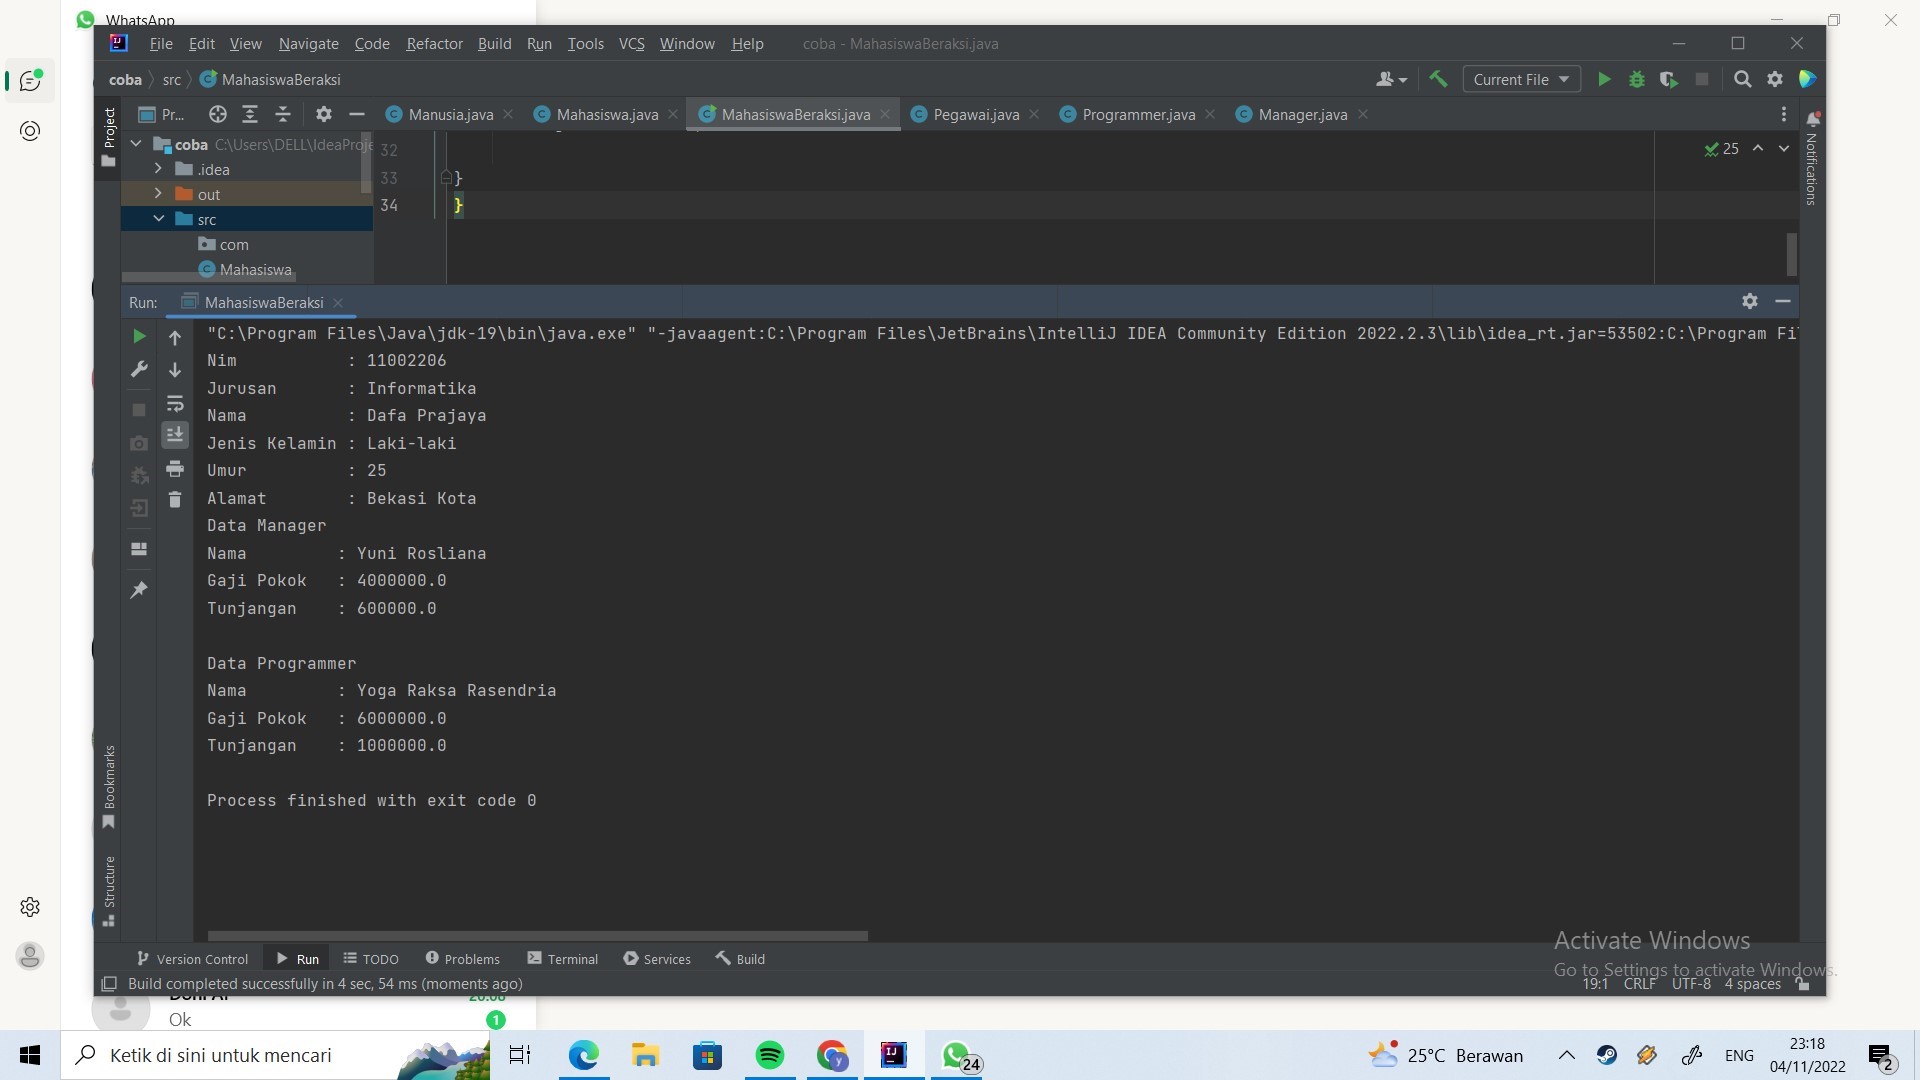 WhatsApp
File Edit View Navigate Code Refactor Build Run Tools VCS Window Help coba - MahasiswaBeraksi.java
coba src MahasiswaBeraksi Current File
Project
Pr... Manusia.java Mahasiswa.java MahasiswaBeraksi.java Pegawai.java Programmer.java Manager.java
Notifications
coba C:\Users\DELL\IdeaProje
.idea
out
src
com
Mahasiswa
32
33 }
34 }
25
Run: MahasiswaBeraksi
"C:\Program Files\Java\jdk-19\bin\java.exe" "-javaagent:C:\Program Files\JetBrains\IntelliJ IDEA Community Edition 2022.2.3\lib\idea_rt.jar=53502:C:\Program Fi
Nim : 11002206
Jurusan : Informatika
Nama : Dafa Prajaya
Jenis Kelamin : Laki-laki
Umur : 25
Alamat : Bekasi Kota
Data Manager
Nama : Yuni Rosliana
Gaji Pokok : 4000000.0
Tunjangan : 600000.0
Data Programmer
Nama : Yoga Raksa Rasendria
Gaji Pokok : 6000000.0
Tunjangan : 1000000.0
Process finished with exit code 0
Bookmarks
Structure
Activate Windows
Go to Settings to activate Windows.
Version Control Run TODO Problems Terminal Services Build
Build completed successfully in 4 sec, 54 ms (moments ago)
19:1 CRLF UTF-8 4 spaces
Ok
1
Ketik di sini untuk mencari
24
25°C Berawan
ENG
23:18
04/11/2022
2